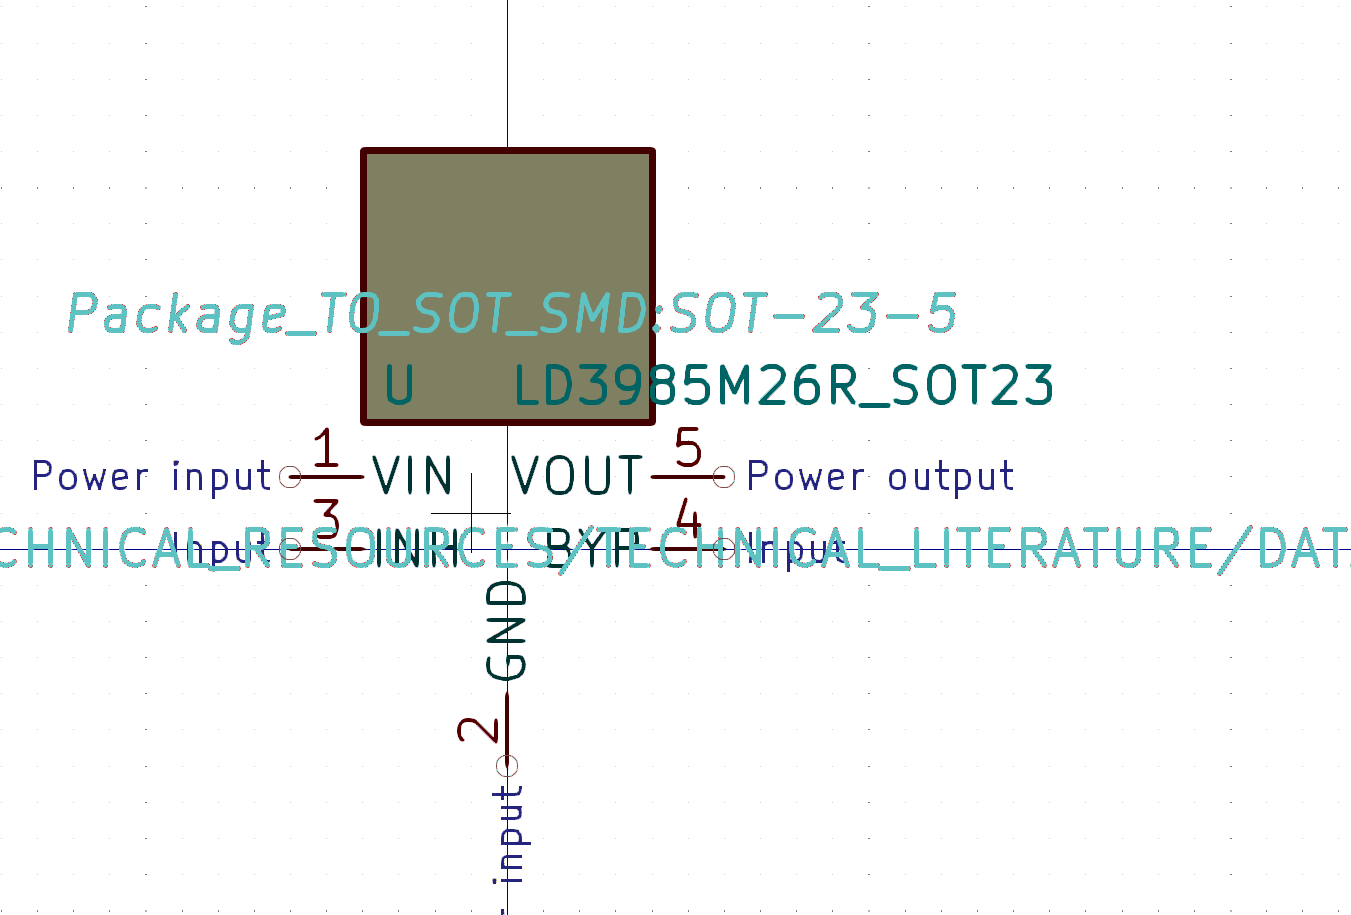 Package_TO_SOT_SMD:SOT-23-5
U LD3985M26R_SOT23
1 5
Power input VIN VOUT Power output
3 4
Input INH BYP Input
CHNICAL_RESOURCES/TECHNICAL_LITERATURE/DATA
GND
2
input